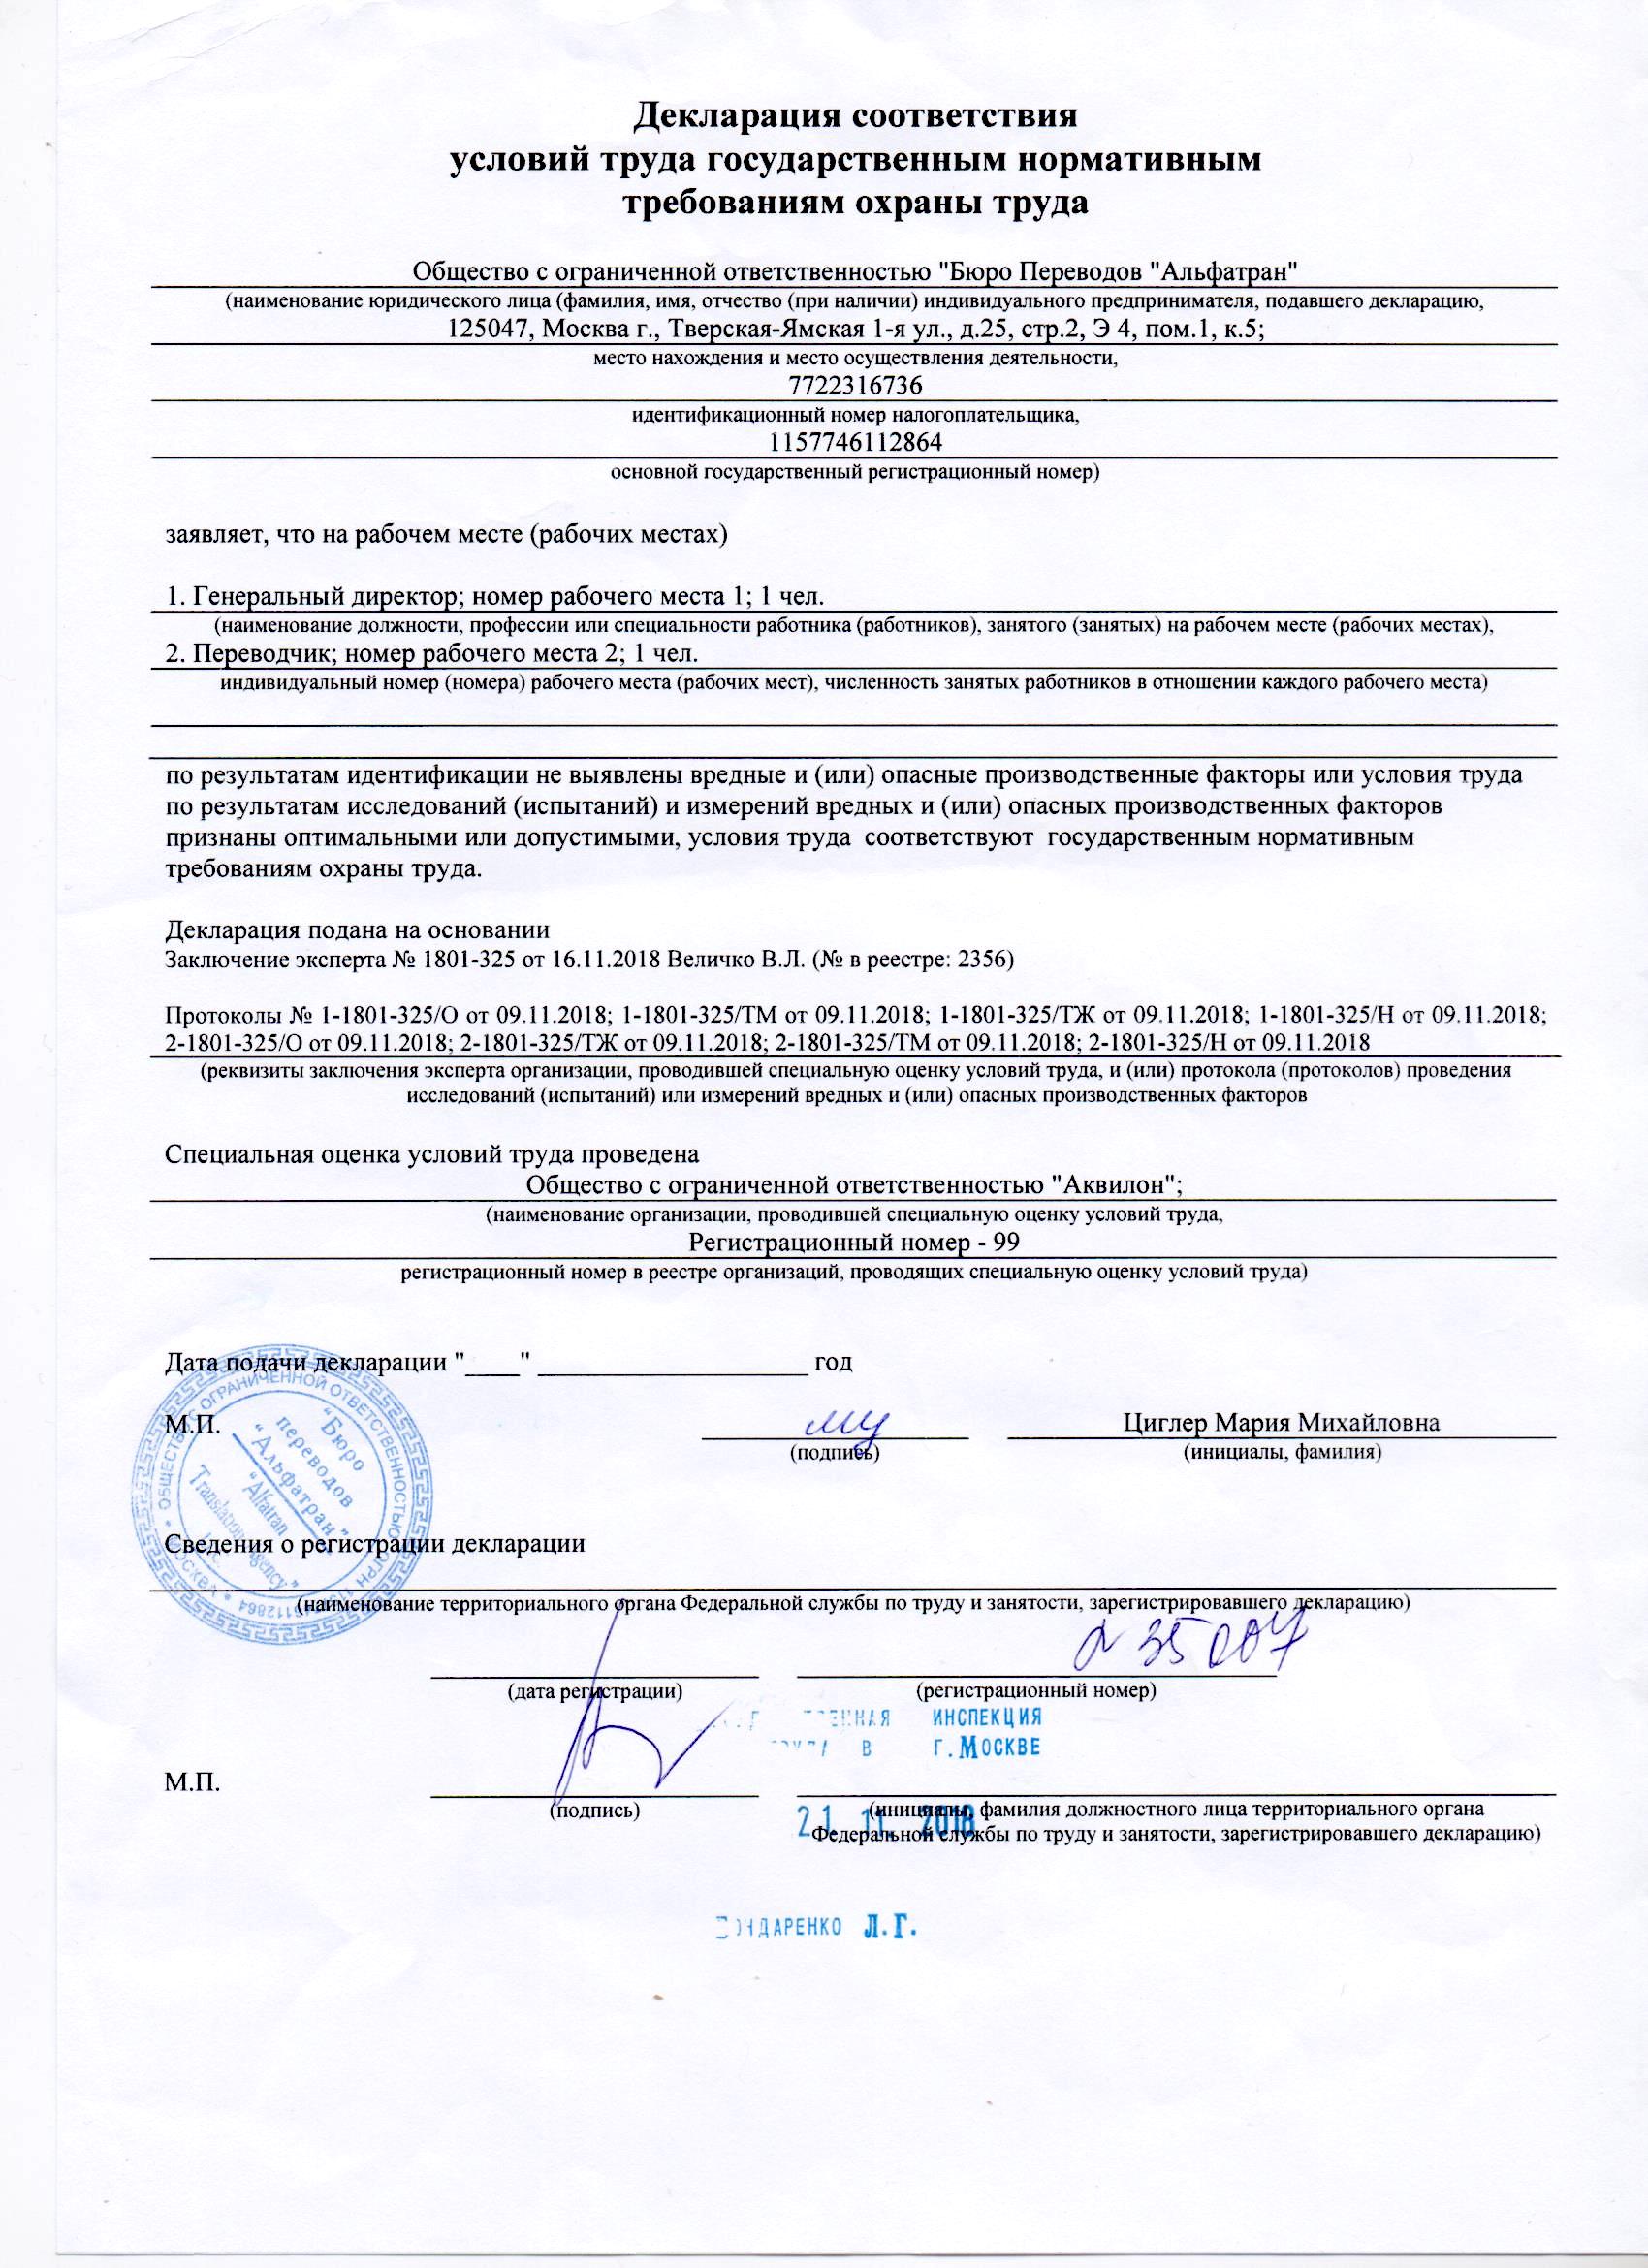 Декларация соответствия
условий труда государственным нормативным
требованиям охраны труда
Общество с ограниченной ответственностью "Бюро Переводов "Альфатран"
(наименование юридического лица (фамилия, имя, отчество (при наличии) индивидуального предпринимателя, подавшего декларацию,
125047, Москва г., Тверская-Ямская 1-я ул., д.25, стр.2, Э 4, пом.1, к.5;
место нахождения и место осуществления деятельности,
7722316736
идентификационный номер налогоплательщика,
1157746112864
основной государственный регистрационный номер)
заявляет, что на рабочем месте (рабочих местах)
1. Генеральный директор; номер рабочего места 1; 1 чел.
(наименование должности, профессии или специальности работника (работников), занятого (занятых) на рабочем месте (рабочих местах),
2. Переводчик; номер рабочего места 2; 1 чел.
индивидуальный номер (номера) рабочего места (рабочих мест), численность занятых работников в отношении каждого рабочего места)
по результатам идентификации не выявлены вредные и (или) опасные производственные факторы или условия труда
по результатам исследований (испытаний) и измерений вредных и (или) опасных производственных факторов
признаны оптимальными или допустимыми, условия труда соответствуют государственным нормативным
требованиям охраны труда.
Декларация подана на основании
Заключение эксперта № 1801-325 от 16.11.2018 Величко В.Л. (№ в реестре: 2356)
Протоколы № 1-1801-325/О от 09.11.2018; 1-1801-325/ТМ от 09.11.2018; 1-1801-325/ТЖ от 09.11.2018; 1-1801-325/Н от 09.11.2018;
2-1801-325/О от 09.11.2018; 2-1801-325/ТЖ от 09.11.2018; 2-1801-325/ТМ от 09.11.2018; 2-1801-325/Н от 09.11.2018
(реквизиты заключения эксперта организации, проводившей специальную оценку условий труда, и (или) протокола (протоколов) проведения
исследований (испытаний) или измерений вредных и (или) опасных производственных факторов
Специальная оценка условий труда проведена
Общество с ограниченной ответственностью "Аквилон";
(наименование организации, проводившей специальную оценку условий труда,
Регистрационный номер - 99
регистрационный номер в реестре организаций, проводящих специальную оценку условий труда)
Дата подачи декларации "____" ____________________ год
М.П.
Циглер Мария Михайловна
(подпись) (инициалы, фамилия)
ОБЩЕСТВО С ОГРАНИЧЕННОЙ ОТВЕТСТВЕННОСТЬЮ
МОСКВА
"Бюро
переводов
"Альфатран"
"Alfatran
Сведения о регистрации декларации
(наименование территориального органа Федеральной службы по труду и занятости, зарегистрировавшего декларацию)
35007
(дата регистрации) (регистрационный номер)
ИНСПЕКЦИЯ
В г.МОСКВЕ
М.П.
(подпись) (инициалы, фамилия должностного лица территориального органа
Федеральной службы по труду и занятости, зарегистрировавшего декларацию)
21. 11. 2018
БОНДАРЕНКО Л.Г.